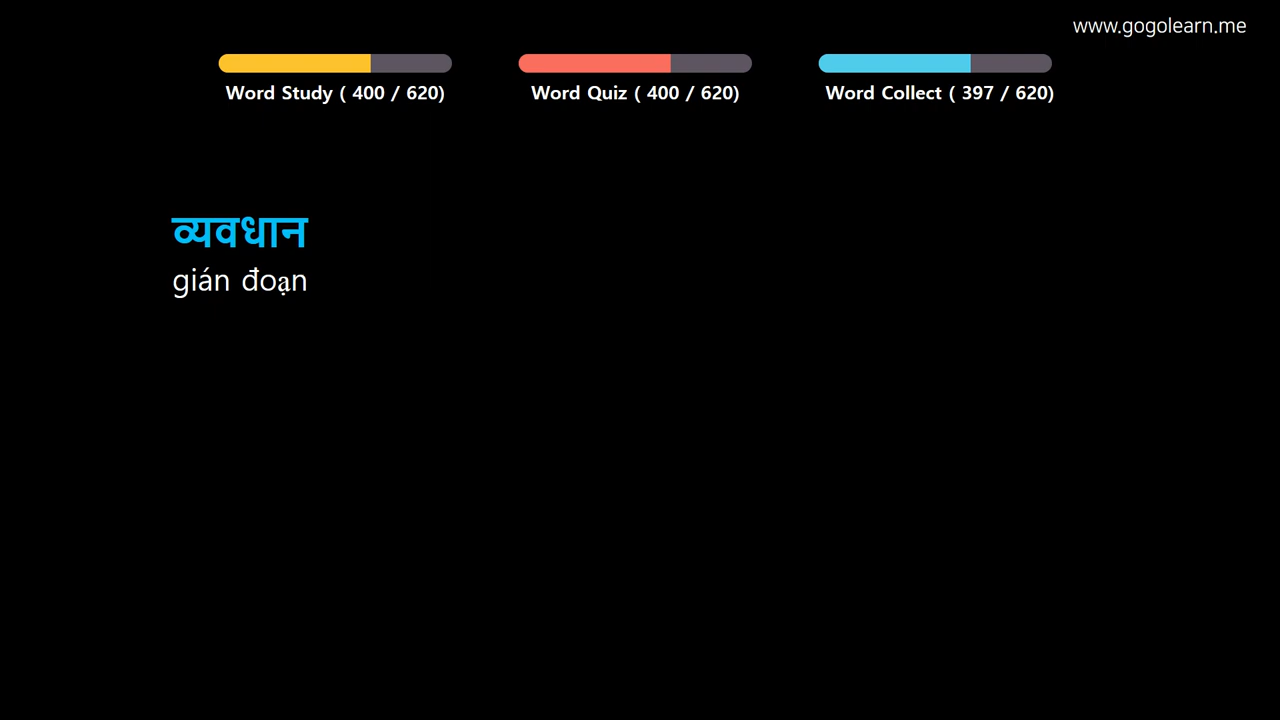 www.gogolearn.me
Word Study ( 400 / 620)
Word Quiz ( 400 / 620)
Word Collect ( 397 / 620)
व्यवधान
gián đoạn